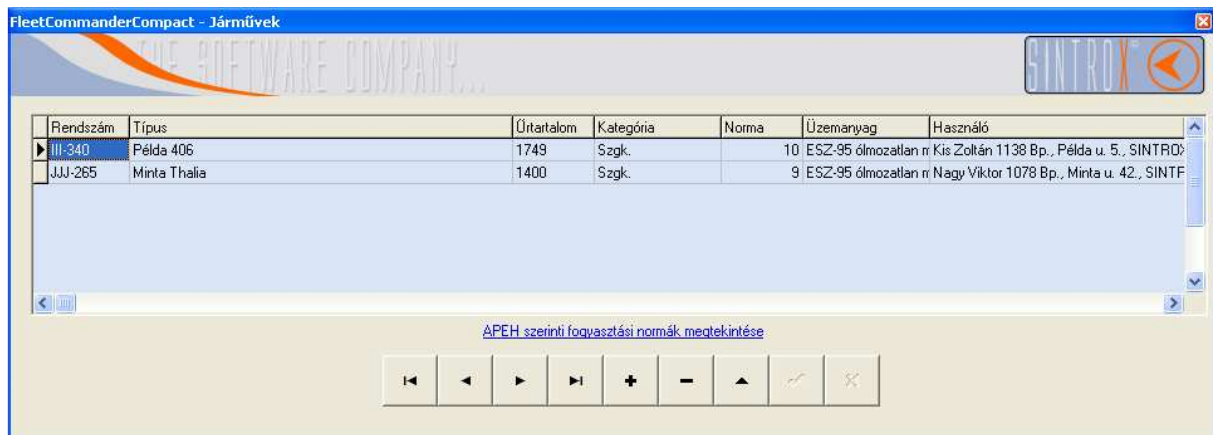 FleetCommanderCompact - Járművek
THE SOFTWARE COMPANY...
SINTROX
Rendszám Típus Űrtartalom Kategória Norma Üzemanyag Használó
III-340 Példa 406 1749 Szgk. 10 ESZ-95 ólmozatlan Kis Zoltán 1138 Bp., Példa u. 5., SINTROX
JJJ-265 Minta Thalia 1400 Szgk. 9 ESZ-95 ólmozatlan Nagy Viktor 1078 Bp., Minta u. 42.,
APEH szerinti fogyasztási normák megtekintése